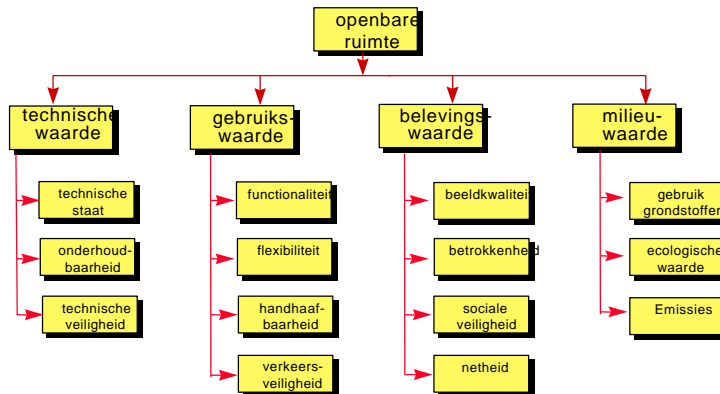 openbare
ruimte
technische
waarde
technische
staat
onderhoud-
baarheid
technische
veiligheid
gebruiks-
waarde
functionaliteit
flexibiliteit
handhaaf-
baarheid
verkeers-
veiligheid
belevings-
waarde
beeldkwaliteit
betrokkenheid
sociale
veiligheid
netheid
milieu-
waarde
gebruik
grondstoffen
ecologische
waarde
Emissies